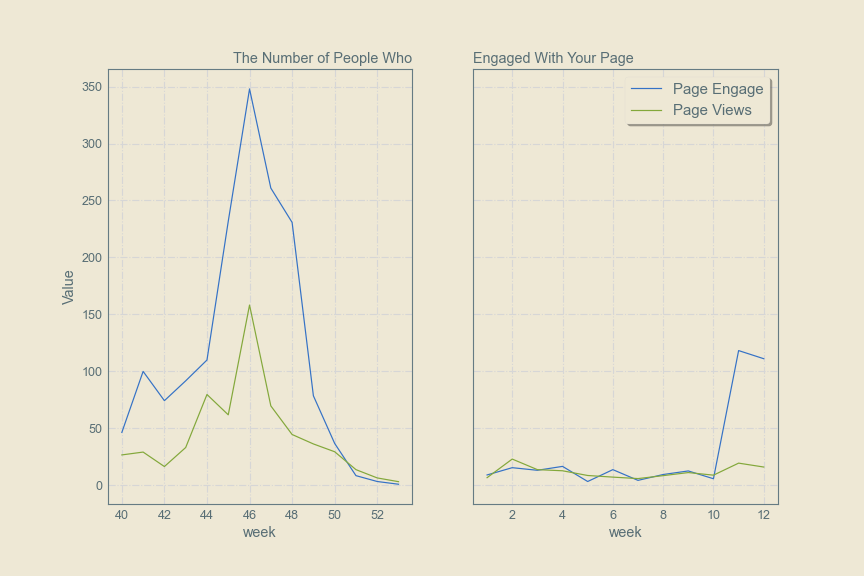 The Number of People Who
Engaged With Your Page
Page Engage
Page Views
Value
350
300
250
200
150
100
50
0
40 42 44 46 48 50 52
week
2 4 6 8 10 12
week